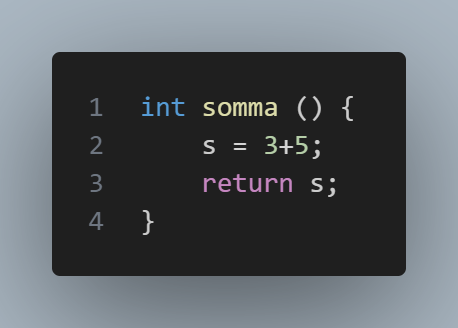 1 int somma () {
2 s = 3+5;
3 return s;
4 }